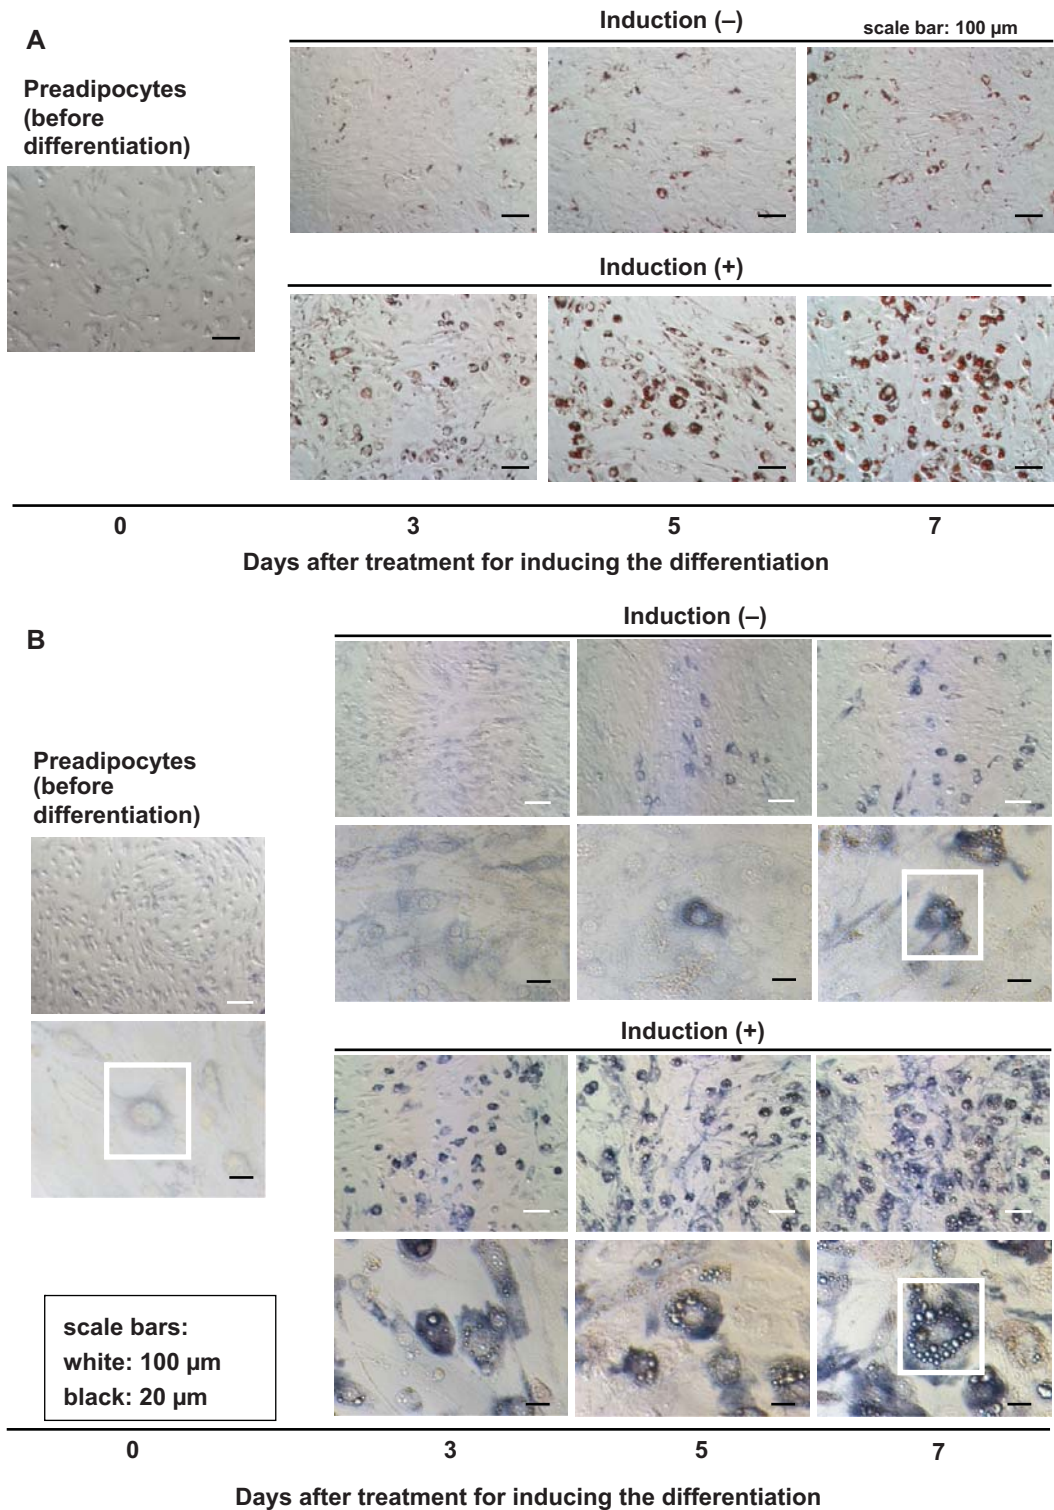 A
Induction (–)
scale bar: 100 µm
Preadipocytes
(before
differentiation)
Induction (+)
0 3 5 7
Days after treatment for inducing the differentiation
B
Induction (–)
Preadipocytes
(before
differentiation)
Induction (+)
scale bars:
white: 100 µm
black: 20 µm
0 3 5 7
Days after treatment for inducing the differentiation